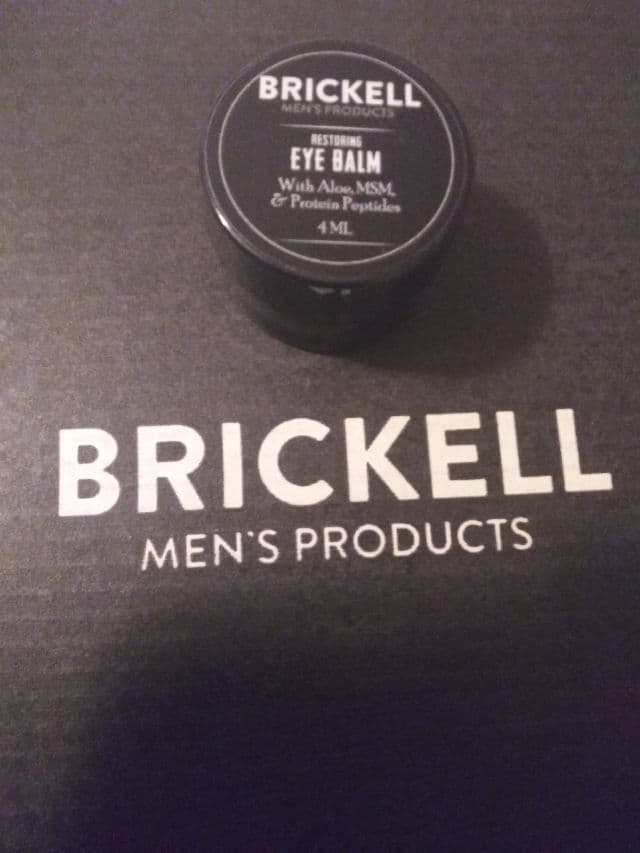 BRICKELL
MEN'S PRODUCTS
RESTORING
EYE BALM
With Aloe, MSM,
& Protein Peptides
4 ML
BRICKELL
MEN'S PRODUCTS